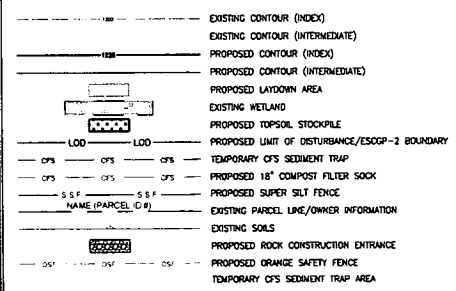 EXISTING CONTOUR (INDEX)
EXISTING CONTOUR (INTERMEDIATE)
PROPOSED CONTOUR (INDEX)
PROPOSED CONTOUR (INTERMEDIATE)
PROPOSED LAYDOWN AREA
EXISTING WETLAND
PROPOSED TOPSOIL STOCKPILE
LOD LOD PROPOSED LIMIT OF DISTURBANCE/ESCGP-2 BOUNDARY
CFS CFS CFS TEMPORARY CFS SEDIMENT TRAP
CFS CFS CFS PROPOSED 18" COMPOST FILTER SOCK
SSF SSF PROPOSED SUPER SILT FENCE
NAME (PARCEL ID #) EXISTING PARCEL LINE/OWNER INFORMATION
EXISTING SOILS
PROPOSED ROCK CONSTRUCTION ENTRANCE
OSF OSF OSF PROPOSED ORANGE SAFETY FENCE
TEMPORARY CFS SEDIMENT TRAP AREA